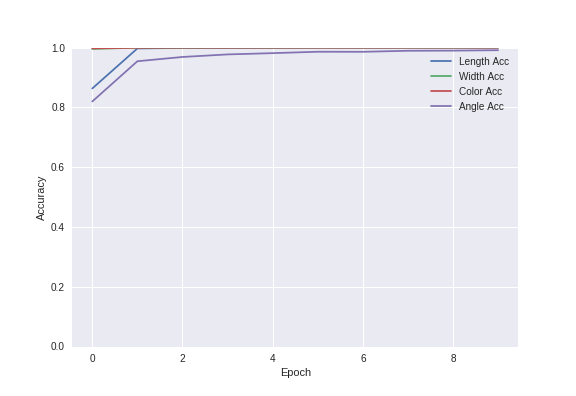 1.0
0.8
0.6
0.4
0.2
0.0
Accuracy
Length Acc
Width Acc
Color Acc
Angle Acc
0 2 4 6 8
Epoch